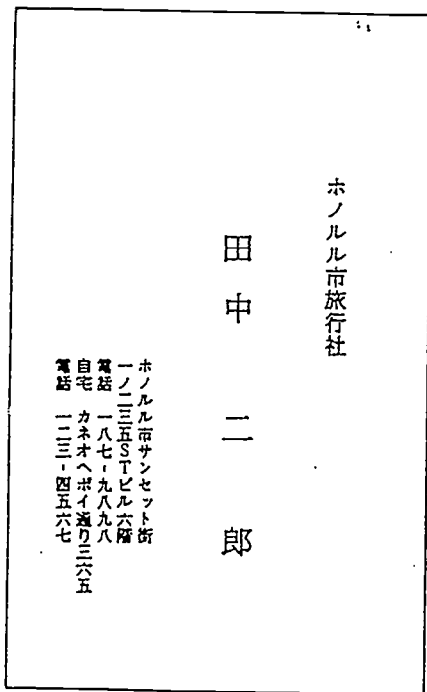 ホノルル市旅行社
田中 二郎
ホノルル市サンセット街
一ノ二三五STビル六階
電話 一八七-九八九八
自宅 カネオヘポイ通り三六五
電話 一二三-四五六七